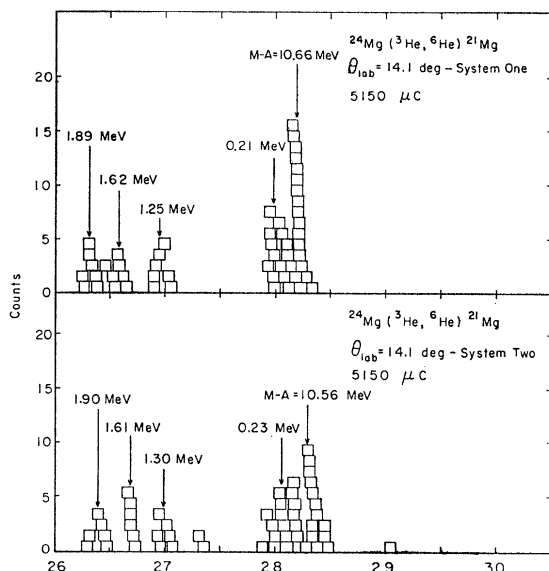 ²⁴Mg (³He, ⁶He) ²¹Mg
θlab = 14.1 deg – System One
5150 μC
M-A=10.66 MeV
0.21 MeV
1.89 MeV
1.62 MeV
1.25 MeV
20
15
10
5
0
Counts
²⁴Mg (³He, ⁶He) ²¹Mg
θlab = 14.1 deg – System Two
5150 μC
M-A = 10.56 MeV
0.23 MeV
1.90 MeV
1.61 MeV
1.30 MeV
20
15
10
5
0
26 27 28 29 30